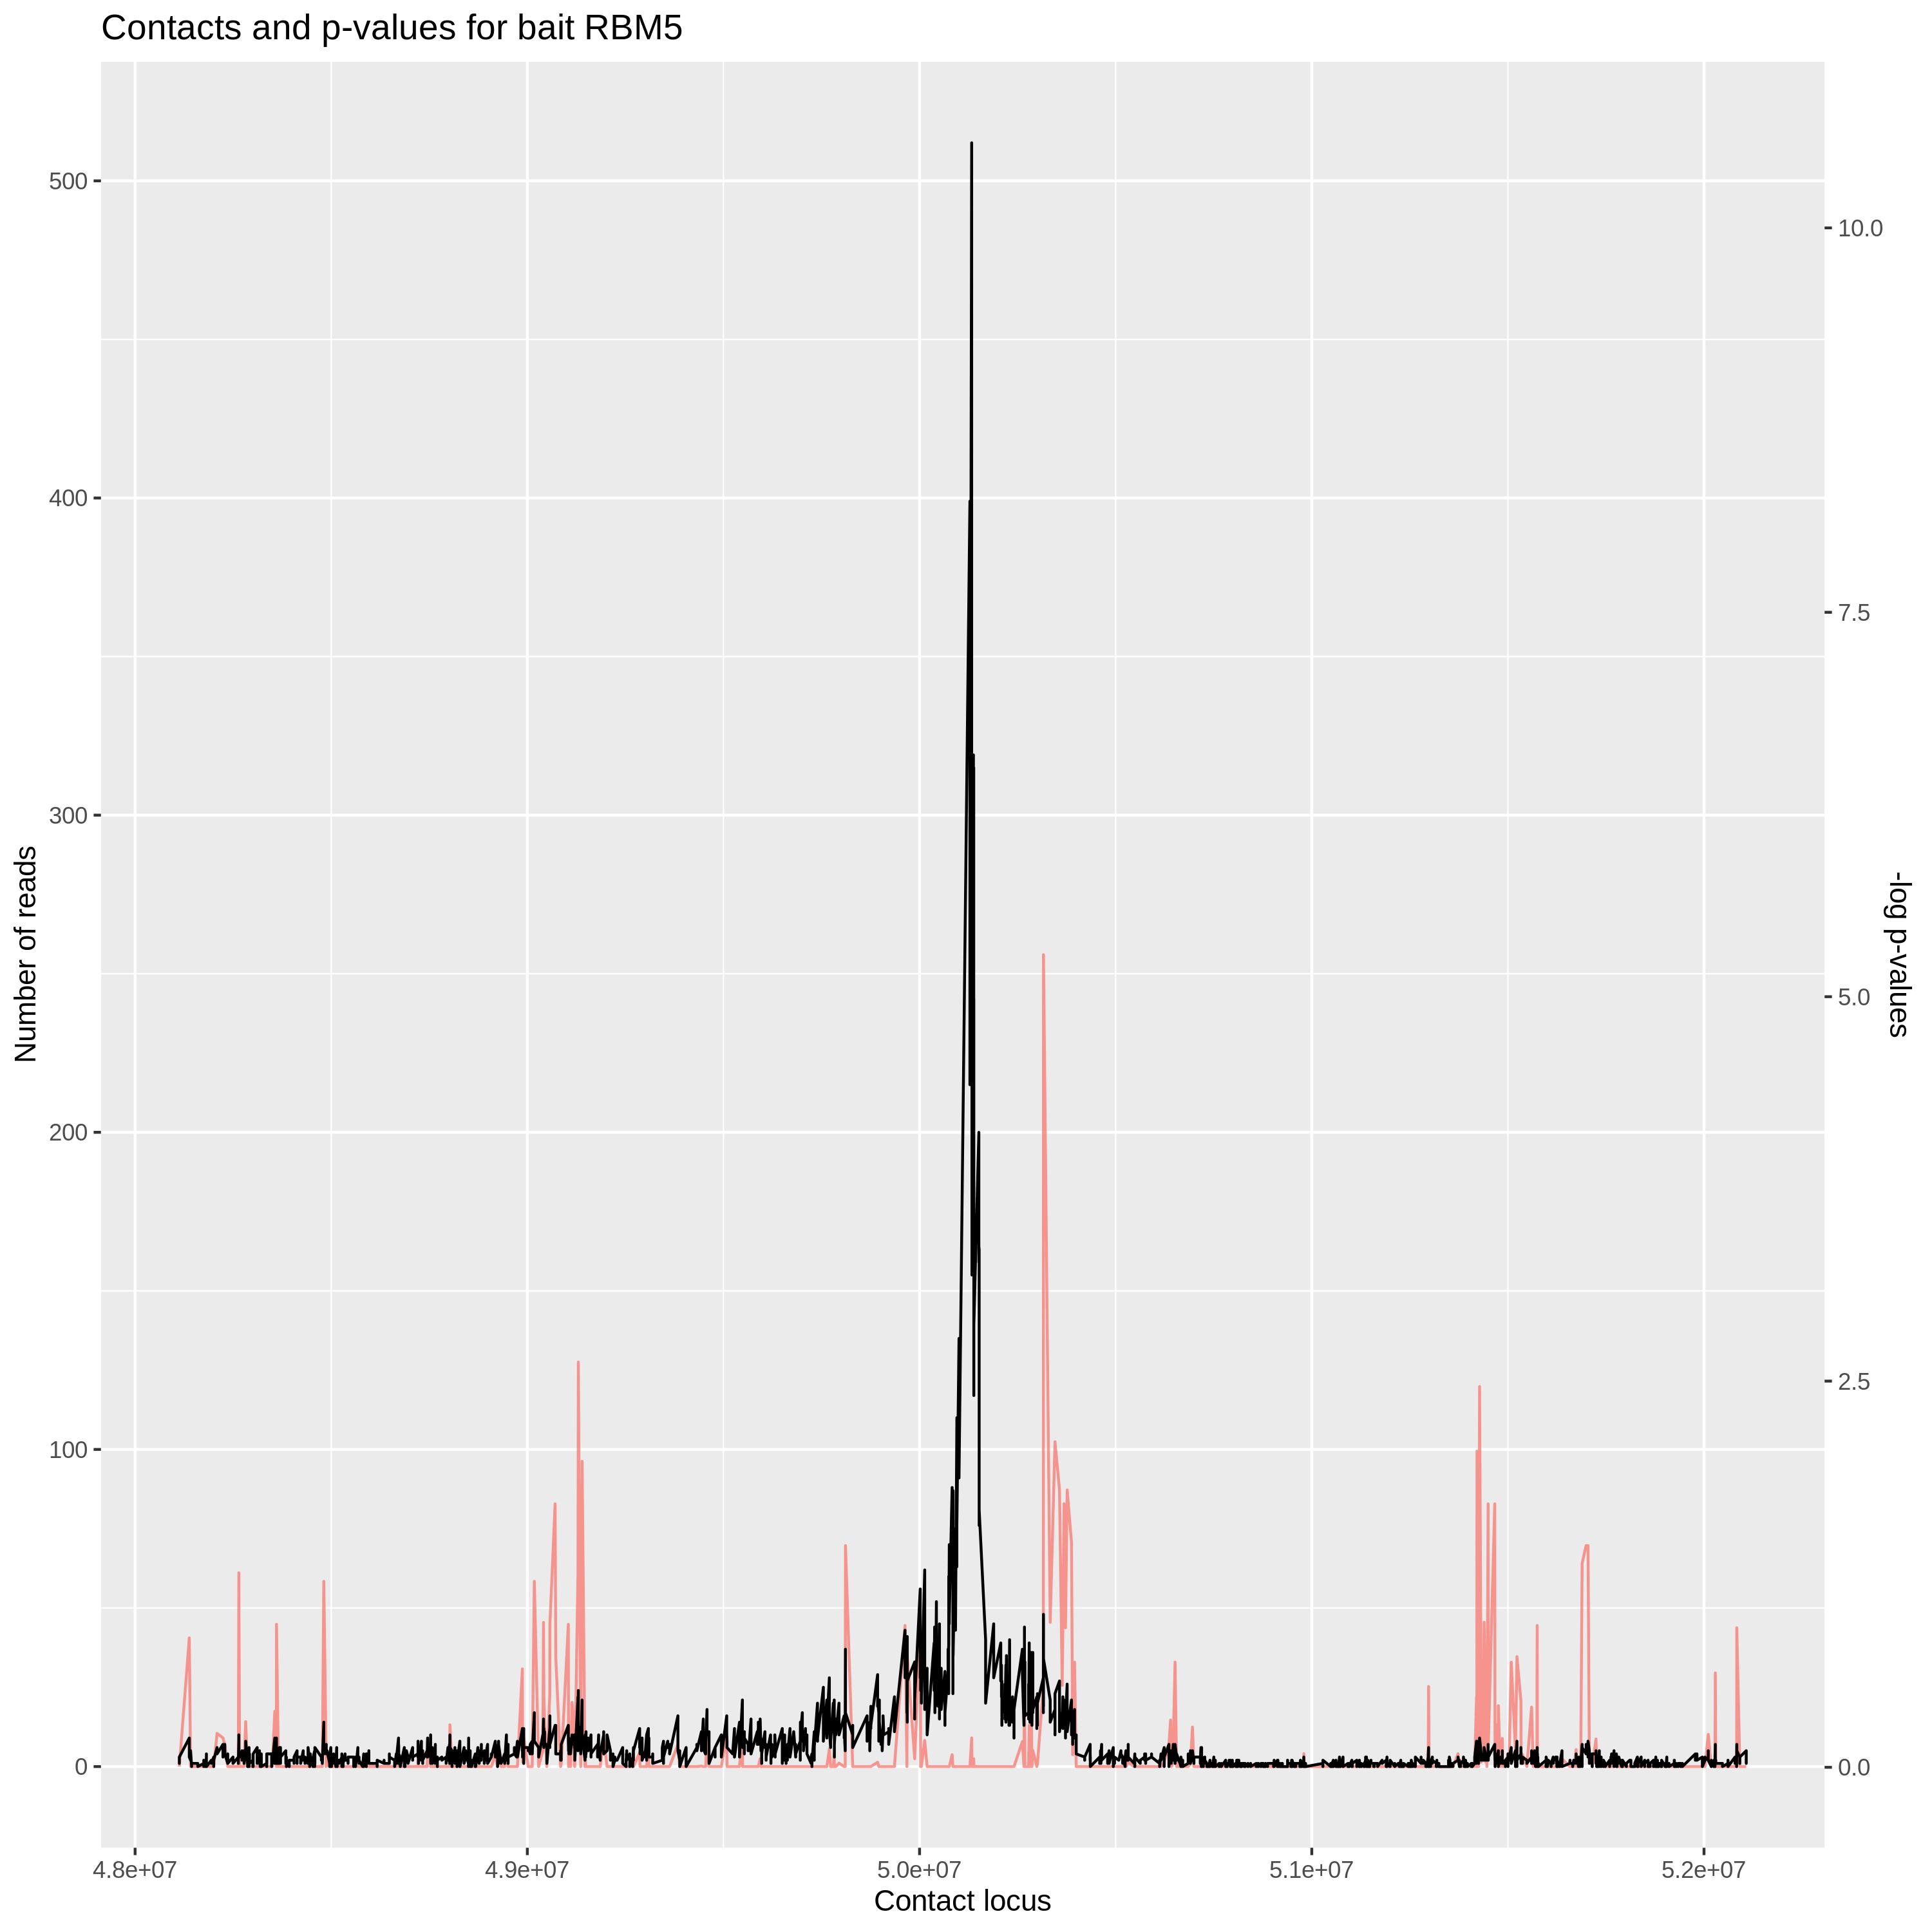 Contacts and p-values for bait RBM5
500
400
300
200
100
0
Number of reads
10.0
7.5
5.0
2.5
0.0
-log p-values
4.8e+07
4.9e+07
5.0e+07
5.1e+07
5.2e+07
Contact locus